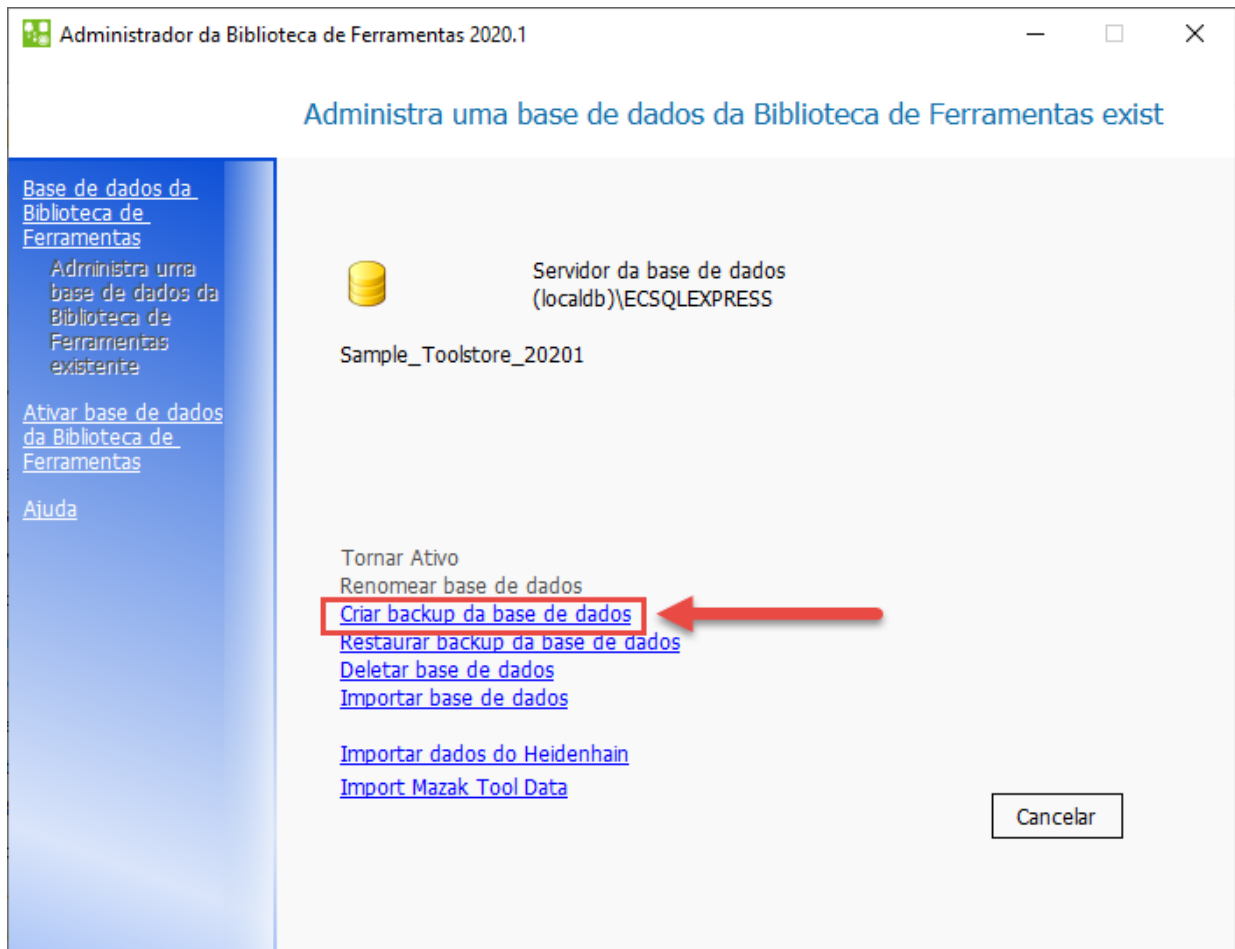 Administrador da Biblioteca de Ferramentas 2020.1
Administra uma base de dados da Biblioteca de Ferramentas exist
Base de dados da
Biblioteca de
Ferramentas
Administra uma
base de dados da
Biblioteca de
Ferramentas
existente
Ativar base de dados
da Biblioteca de
Ferramentas
Ajuda
Servidor da base de dados
(localdb)\ECSQLEXPRESS
Sample_Toolstore_20201
Tornar Ativo
Renomear base de dados
Criar backup da base de dados
Restaurar backup da base de dados
Deletar base de dados
Importar base de dados
Importar dados do Heidenhain
Import Mazak Tool Data
Cancelar